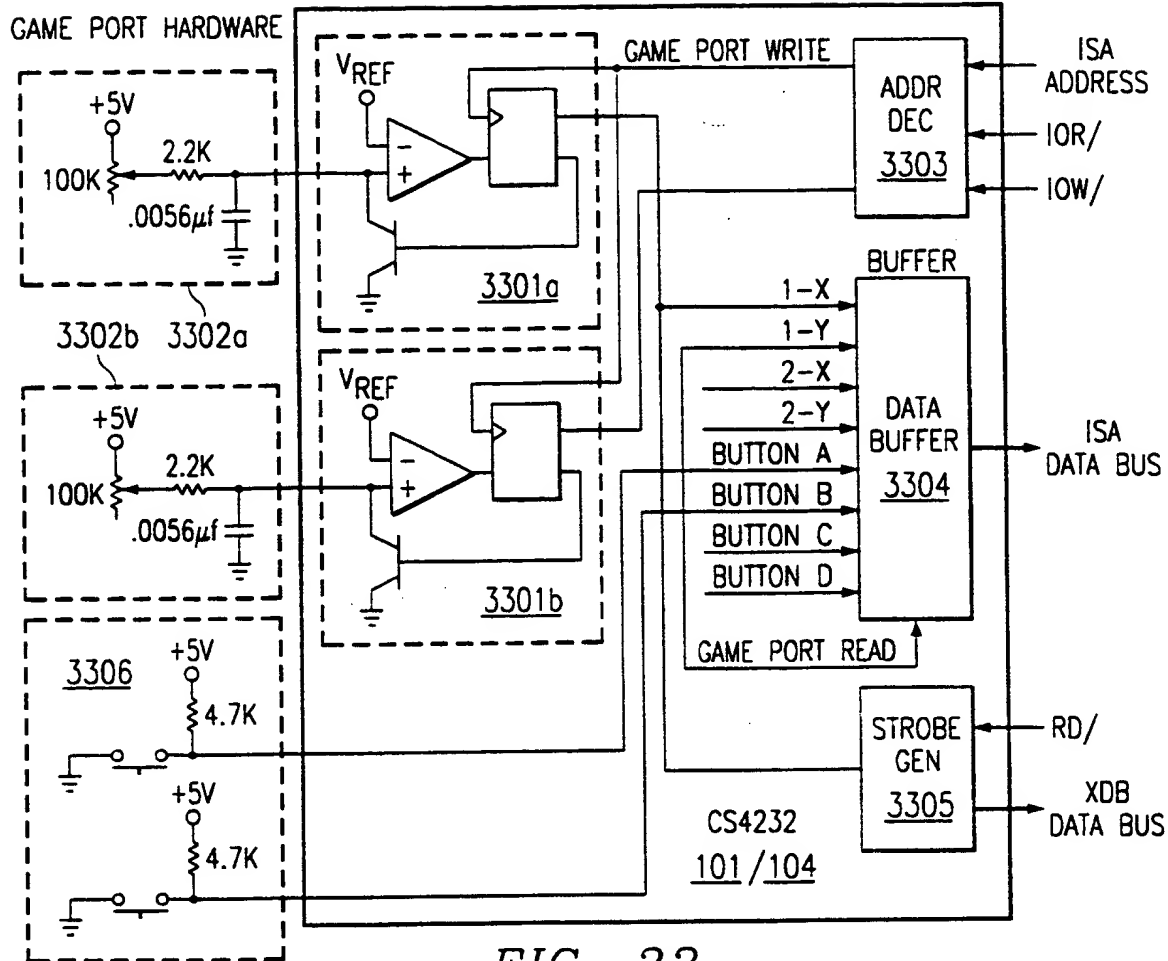 GAME PORT HARDWARE
+5V
2.2K
100K
.0056μf
3302a
VREF
−
+
3301a
GAME PORT WRITE
ADDR
DEC
3303
ISA
ADDRESS
IOR/
IOW/
3302b
+5V
2.2K
100K
.0056μf
VREF
−
+
3301b
BUFFER
1-X
1-Y
2-X
2-Y
BUTTON A
BUTTON B
BUTTON C
BUTTON D
DATA
BUFFER
3304
ISA
DATA BUS
GAME PORT READ
3306
+5V
4.7K
+5V
4.7K
STROBE
GEN
3305
RD/
XDB
DATA BUS
CS4232
101/104